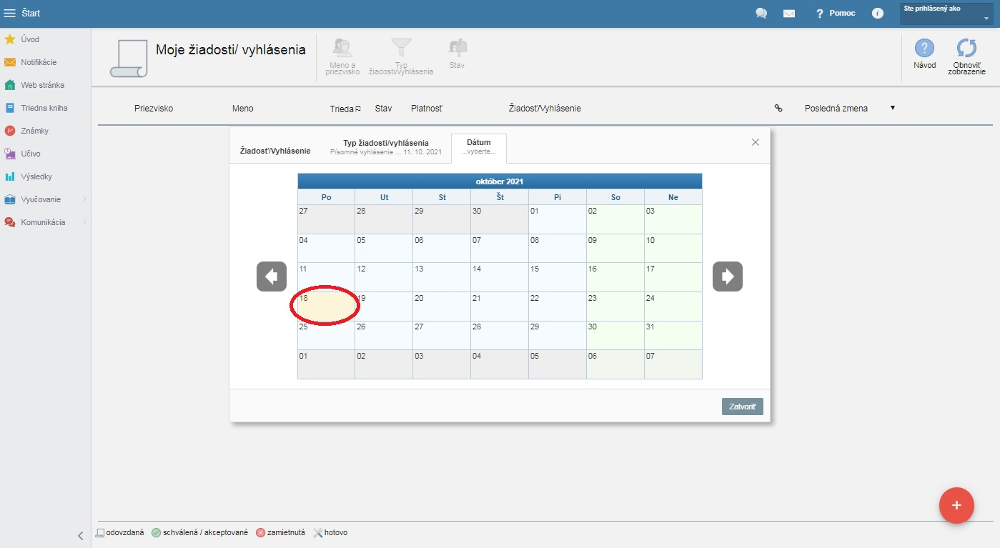 Štart
Pomoc
i
Ste prihlásený ako
Úvod
Notifikácie
Web stránka
Triedna kniha
Známky
Učivo
Výsledky
Vyučovanie
Komunikácia
Moje žiadosti/ vyhlásenia
Meno a
priezvisko
Typ
žiadosti/vyhlásenia
Stav
Návod
Obnoviť
zobrazenie
Priezvisko Meno Trieda Stav Platnosť Žiadosť/Vyhlásenie Posledná zmena
Žiadosť/Vyhlásenie
Typ žiadosti/vyhlásenia
Písomné vyhlásenie ... 11. 10. 2021
Dátum
...vyberte...
október 2021
Po Ut St Št Pi So Ne
27 28 29 30 01 02 03
04 05 06 07 08 09 10
11 12 13 14 15 16 17
18 19 20 21 22 23 24
25 26 27 28 29 30 31
01 02 03 04 05 06 07
Zatvoriť
+
odovzdaná schválená / akceptované zamietnutá hotovo